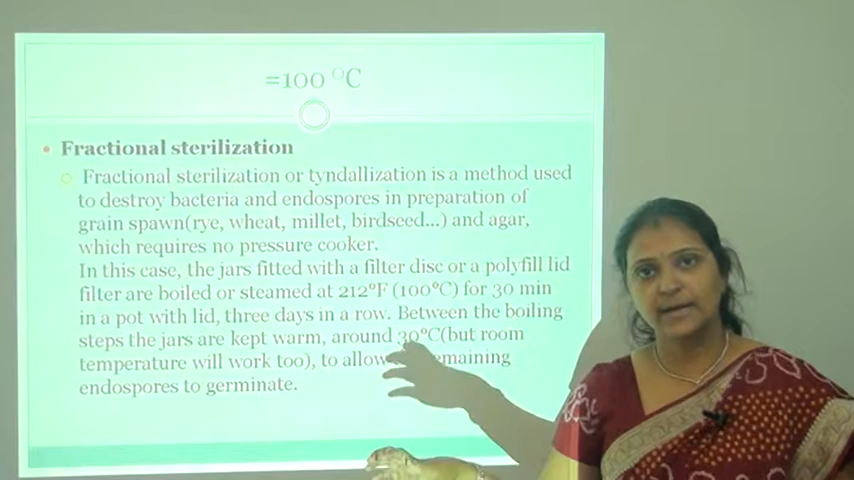 =100 °C
Fractional sterilization
Fractional sterilization or tyndallization is a method used
to destroy bacteria and endospores in preparation of
grain spawn(rye, wheat, millet, birdseed...) and agar,
which requires no pressure cooker.
In this case, the jars fitted with a filter disc or a polyfill lid
filter are boiled or steamed at 212°F (100°C) for 30 min
in a pot with lid, three days in a row. Between the boiling
steps the jars are kept warm, around 30°C(but room
temperature will work too), to allow remaining
endospores to germinate.